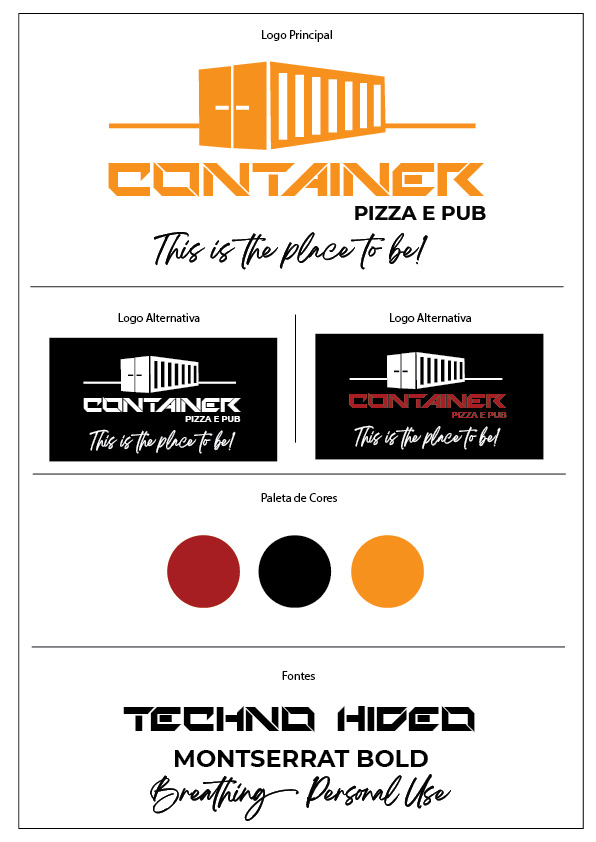 Logo Principal
CONTAINER
PIZZA E PUB
This is the place to be!
Logo Alternativa
CONTAINER
PIZZA E PUB
This is the place to be!
Logo Alternativa
CONTAINER
PIZZA E PUB
This is the place to be!
Paleta de Cores
Fontes
TECHNO HIDEO
MONTSERRAT BOLD
Breathing Personal Use